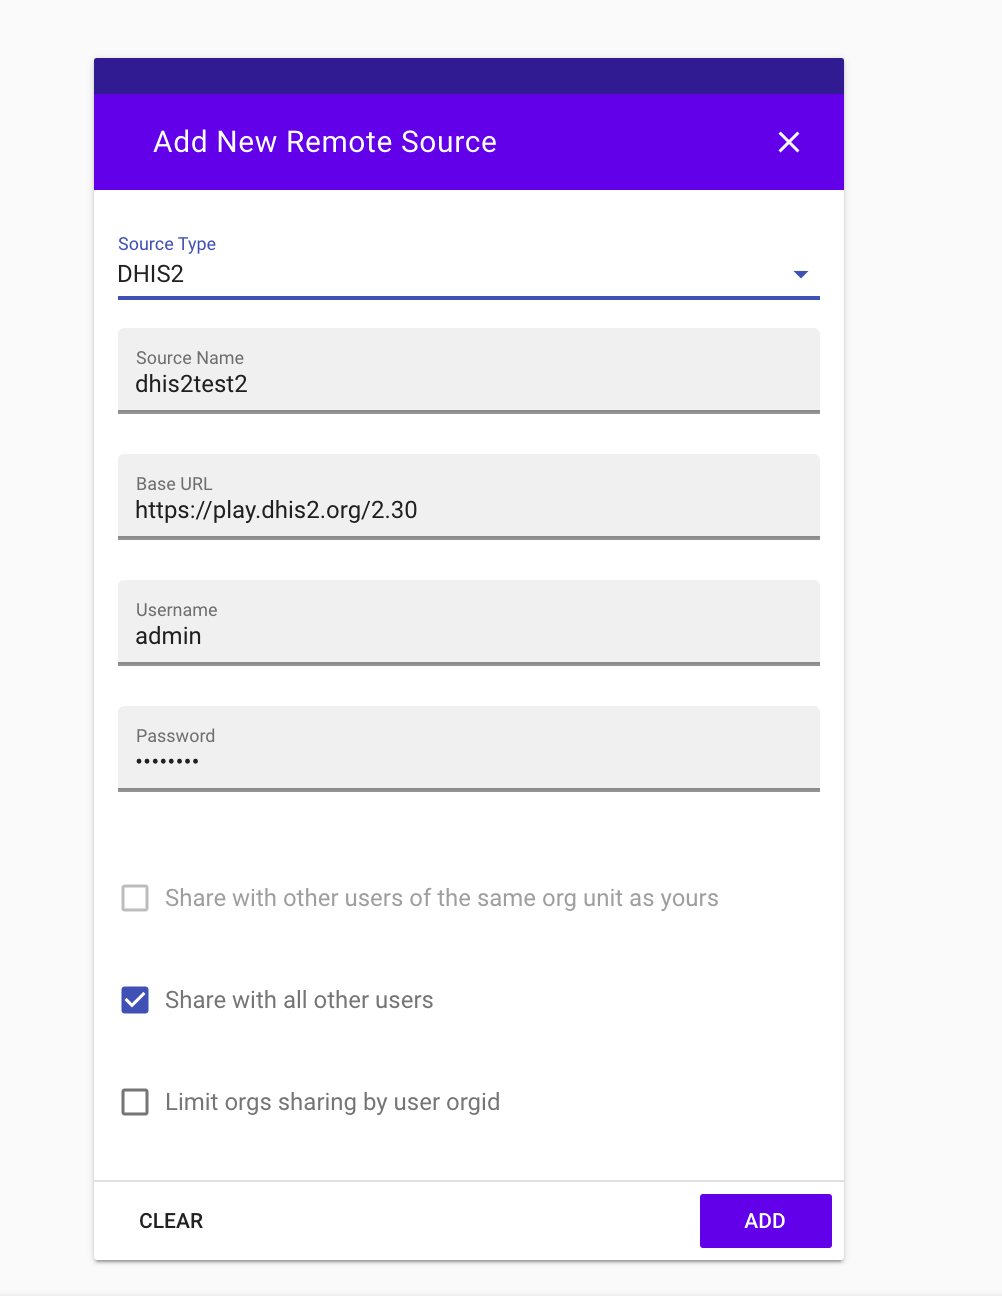 Add New Remote Source
Source Type
DHIS2
Source Name
dhis2test2
Base URL
https://play.dhis2.org/2.30
Username
admin
Password
••••••••
Share with other users of the same org unit as yours
Share with all other users
Limit orgs sharing by user orgid
CLEAR
ADD